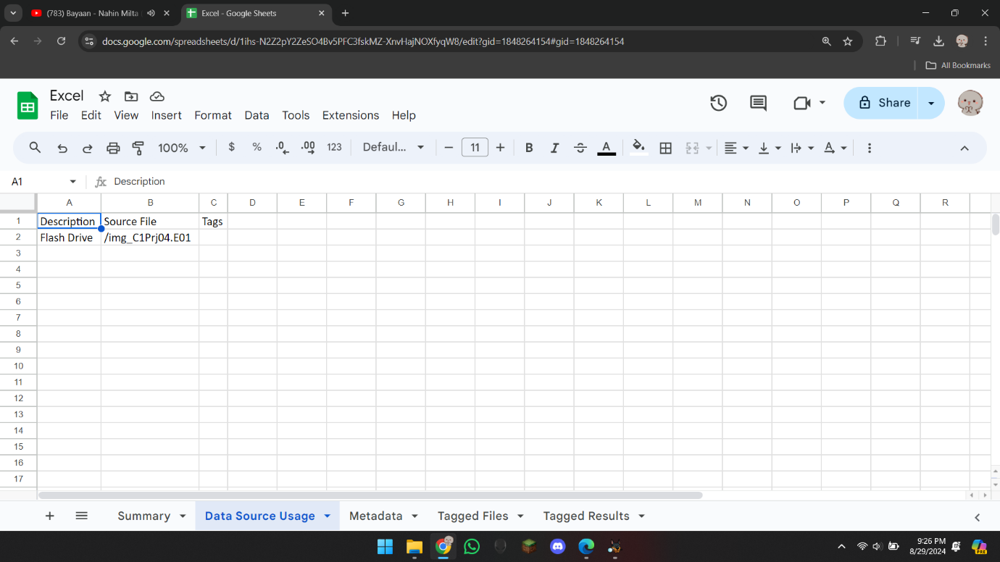 (783) Bayaan - Nahin Milta
Excel - Google Sheets
docs.google.com/spreadsheets/d/1ihs-N2Z2pY2ZeSO4Bv5PFC3fskMZ-XnvHajNOXfyqW8/edit?gid=1848264154#gid=1848264154
All Bookmarks
Excel
File Edit View Insert Format Data Tools Extensions Help
Share
100% $ % .0 .00 123 Defaul... 11 B I A A
A1 fx Description
A B C D E F G H I J K L M N O P Q R
1 Description Source File Tags
2 Flash Drive /img_C1Prj04.E01
3
4
5
6
7
8
9
10
11
12
13
14
15
16
17
Summary Data Source Usage Metadata Tagged Files Tagged Results
9:26 PM
8/29/2024
PRE